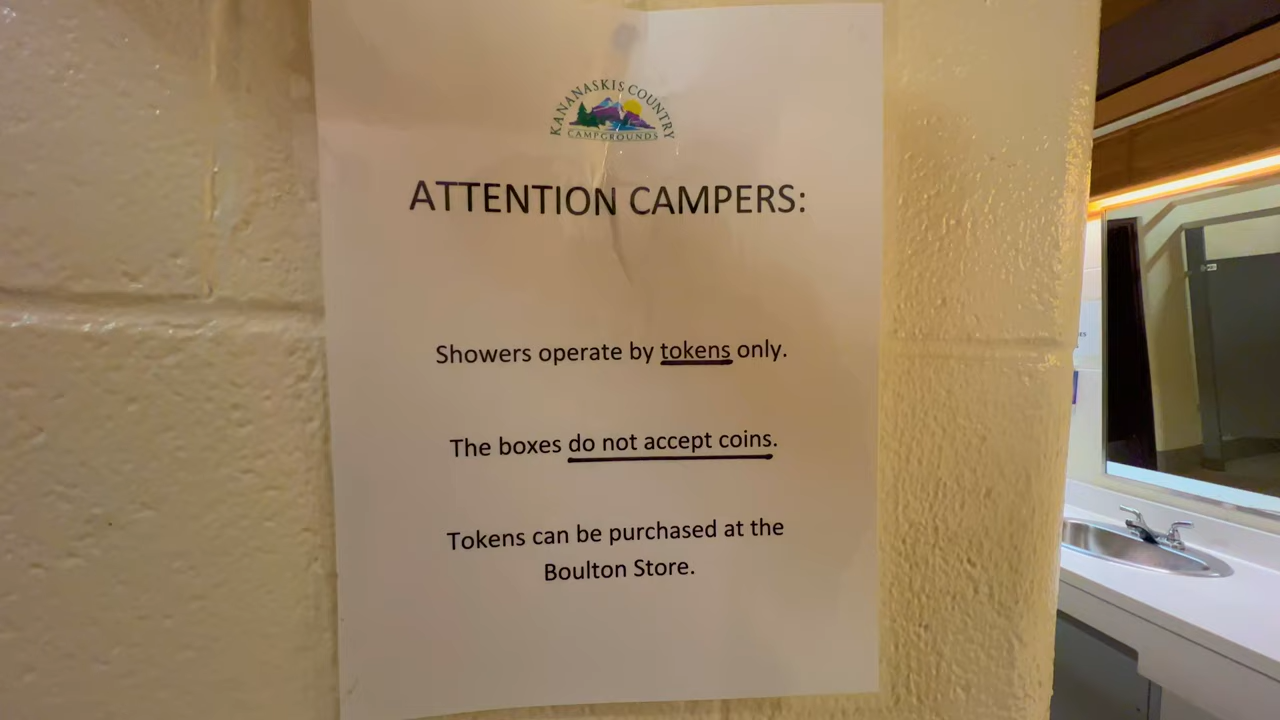 KANANASKIS COUNTRY
CAMPGROUNDS
ATTENTION CAMPERS:
Showers operate by tokens only.
The boxes do not accept coins.
Tokens can be purchased at the
Boulton Store.